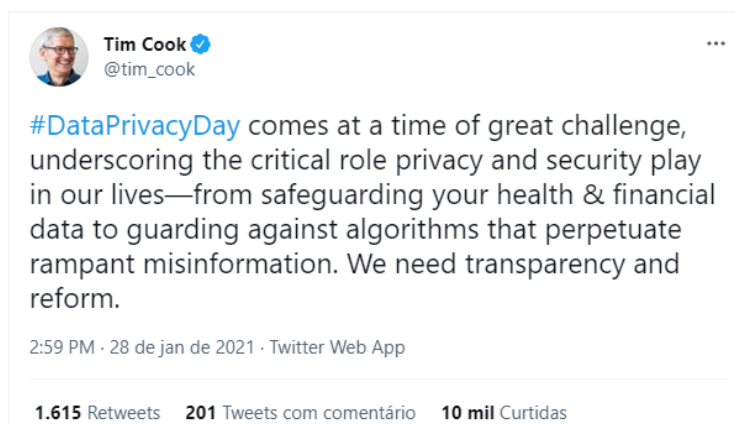 Tim Cook
@tim_cook
#DataPrivacyDay comes at a time of great challenge,
underscoring the critical role privacy and security play
in our lives—from safeguarding your health & financial
data to guarding against algorithms that perpetuate
rampant misinformation. We need transparency and
reform.
2:59 PM · 28 de jan de 2021 · Twitter Web App
1.615 Retweets 201 Tweets com comentário 10 mil Curtidas